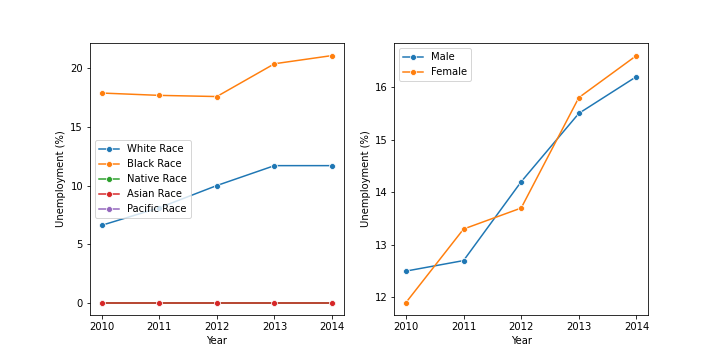 20
15
10
5
0
Unemployment (%)
White Race
Black Race
Native Race
Asian Race
Pacific Race
2010 2011 2012 2013 2014
Year
16
15
14
13
12
Unemployment (%)
Male
Female
2010 2011 2012 2013 2014
Year